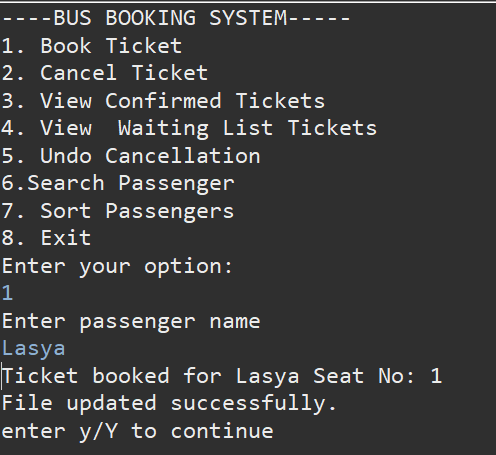 ----BUS BOOKING SYSTEM-----
1. Book Ticket
2. Cancel Ticket
3. View Confirmed Tickets
4. View  Waiting List Tickets
5. Undo Cancellation
6.Search Passenger
7. Sort Passengers
8. Exit
Enter your option:
1
Enter passenger name
Lasya
Ticket booked for Lasya Seat No: 1
File updated successfully.
enter y/Y to continue